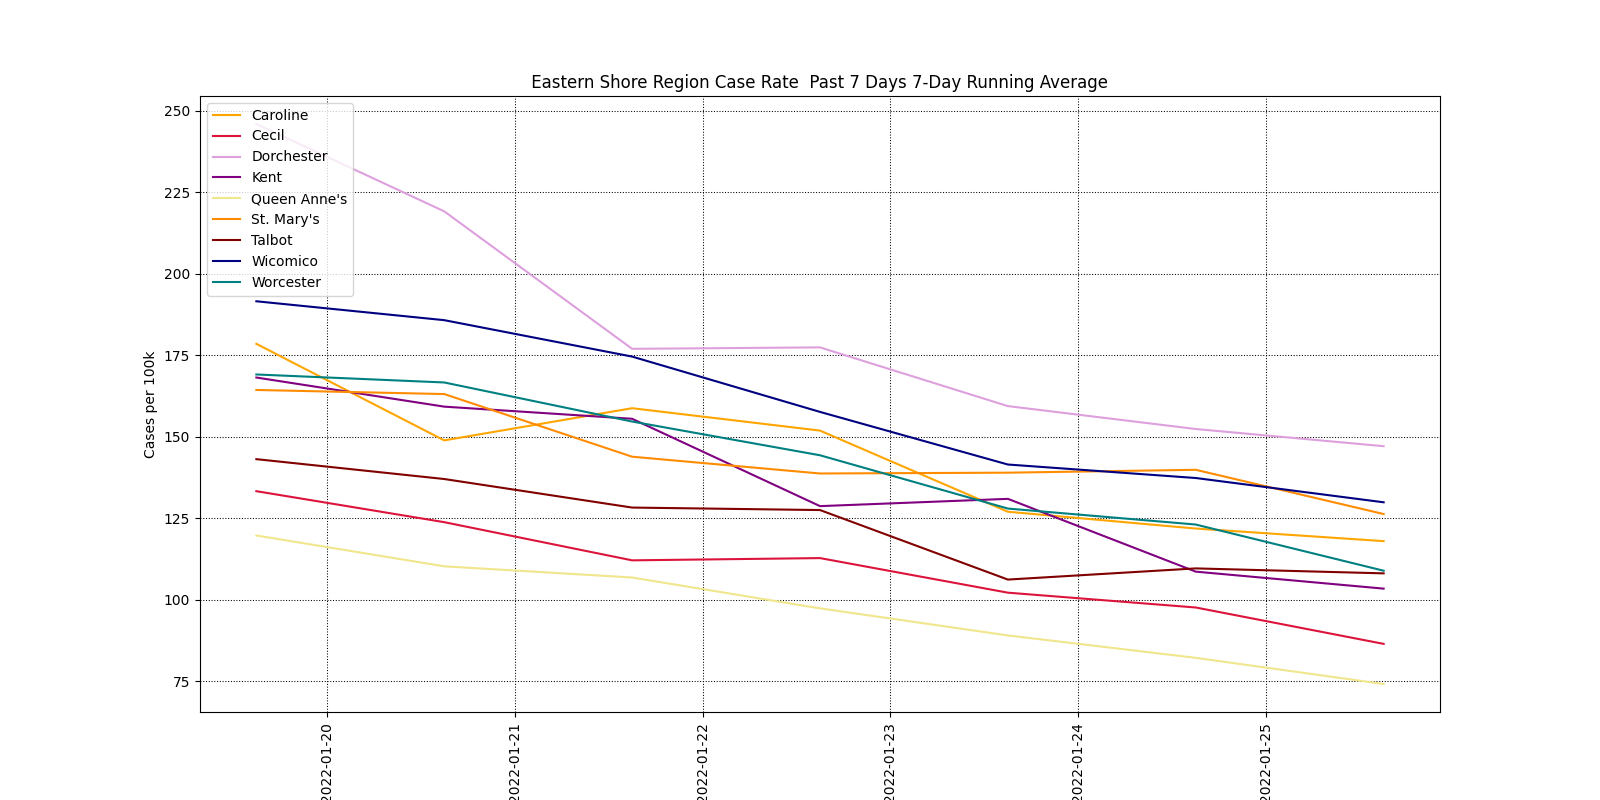 Eastern Shore Region Case Rate  Past 7 Days 7-Day Running Average
250
225
200
175
150
125
100
75
Cases per 100k
Caroline
Cecil
Dorchester
Kent
Queen Anne's
St. Mary's
Talbot
Wicomico
Worcester
2022-01-20
2022-01-21
2022-01-22
2022-01-23
2022-01-24
2022-01-25